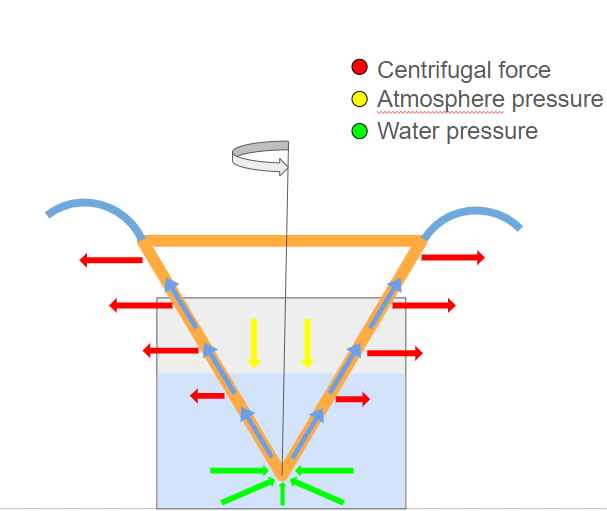 Centrifugal force
Atmosphere pressure
Water pressure